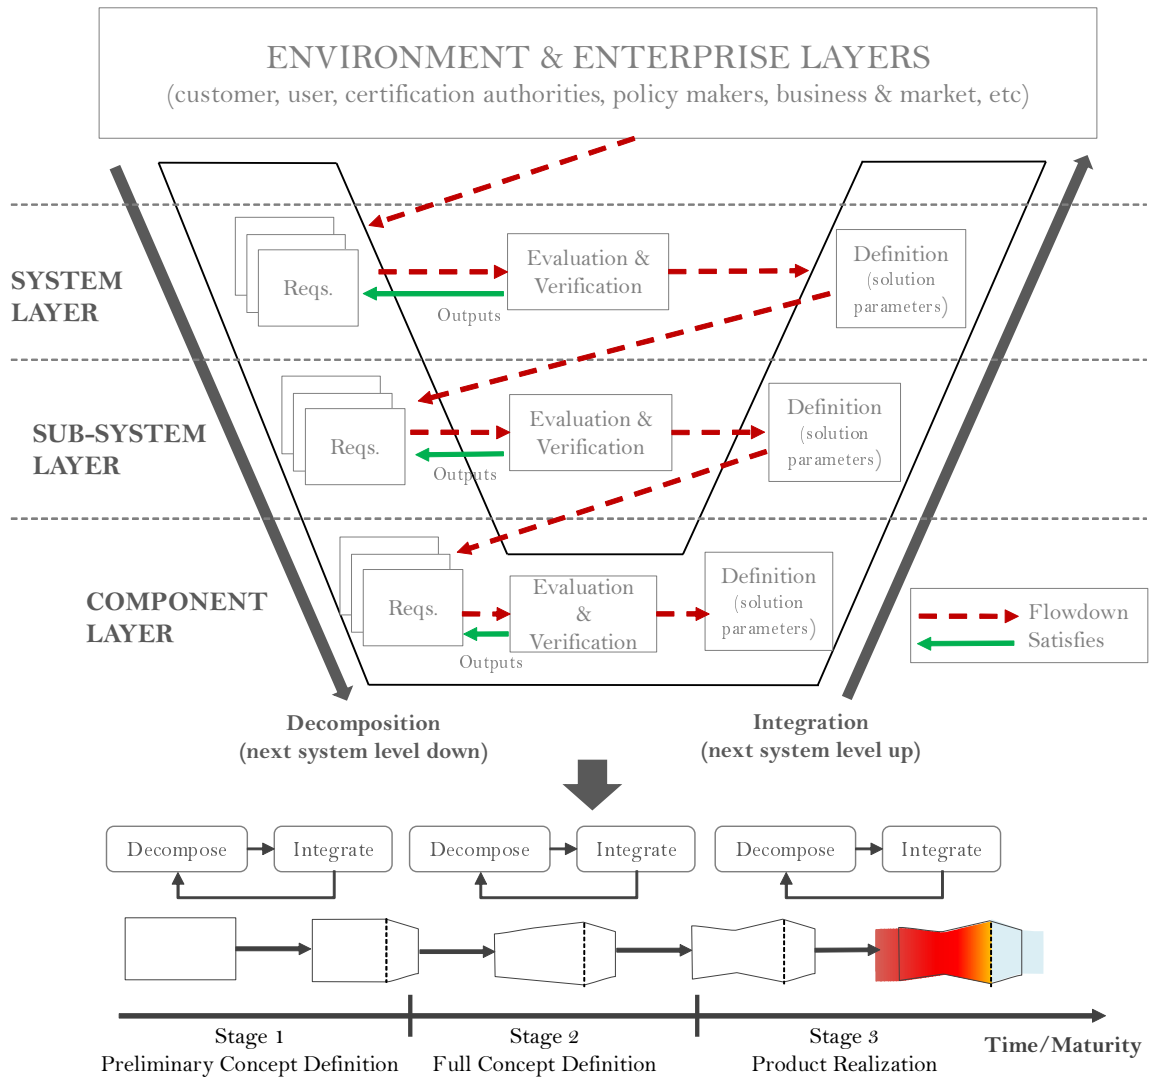 ENVIRONMENT & ENTERPRISE LAYERS
(customer, user, certification authorities, policy makers, business & market, etc)
SYSTEM
LAYER
Reqs.
Evaluation &
Verification
Outputs
Definition
(solution
parameters)
SUB-SYSTEM
LAYER
Reqs.
Evaluation &
Verification
Outputs
Definition
(solution
parameters)
COMPONENT
LAYER
Reqs.
Evaluation
&
Verification
Outputs
Definition
(solution
parameters)
Flowdown
Satisfies
Decomposition
(next system level down)
Integration
(next system level up)
Decompose
Integrate
Decompose
Integrate
Decompose
Integrate
Stage 1
Preliminary Concept Definition
Stage 2
Full Concept Definition
Stage 3
Product Realization
Time/Maturity